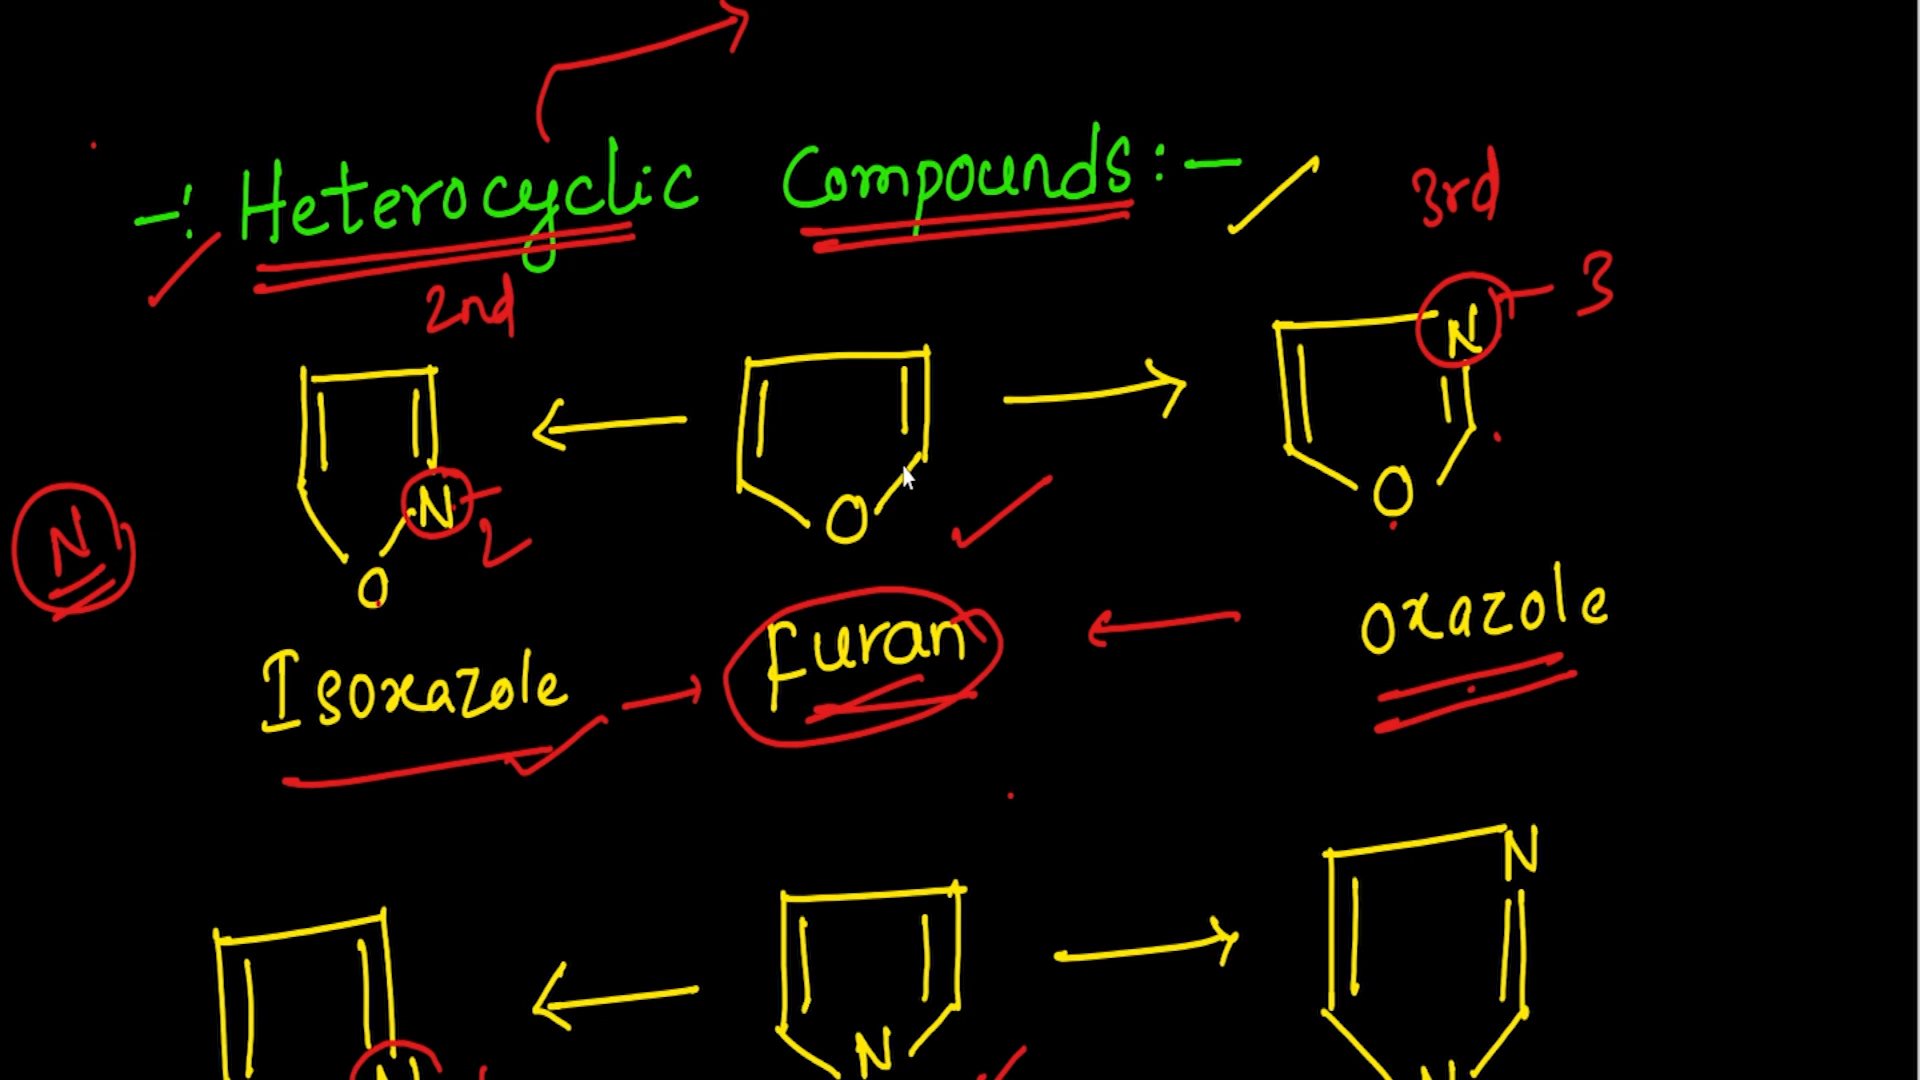 -: Heterocyclic Compounds:-
2nd
3rd
N
3
N
2
O
O
O
N
Isoxazole
furan
oxazole
N
N
N
N